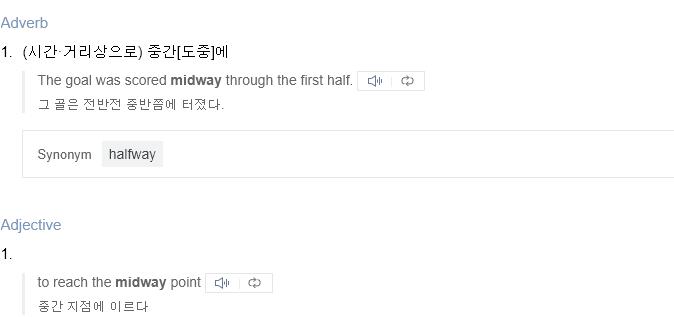 Adverb
1. (시간·거리상으로) 중간[도중]에
The goal was scored midway through the first half.
그 골은 전반전 중반쯤에 터졌다.
Synonym halfway
Adjective
1.
to reach the midway point
중간 지점에 이르다